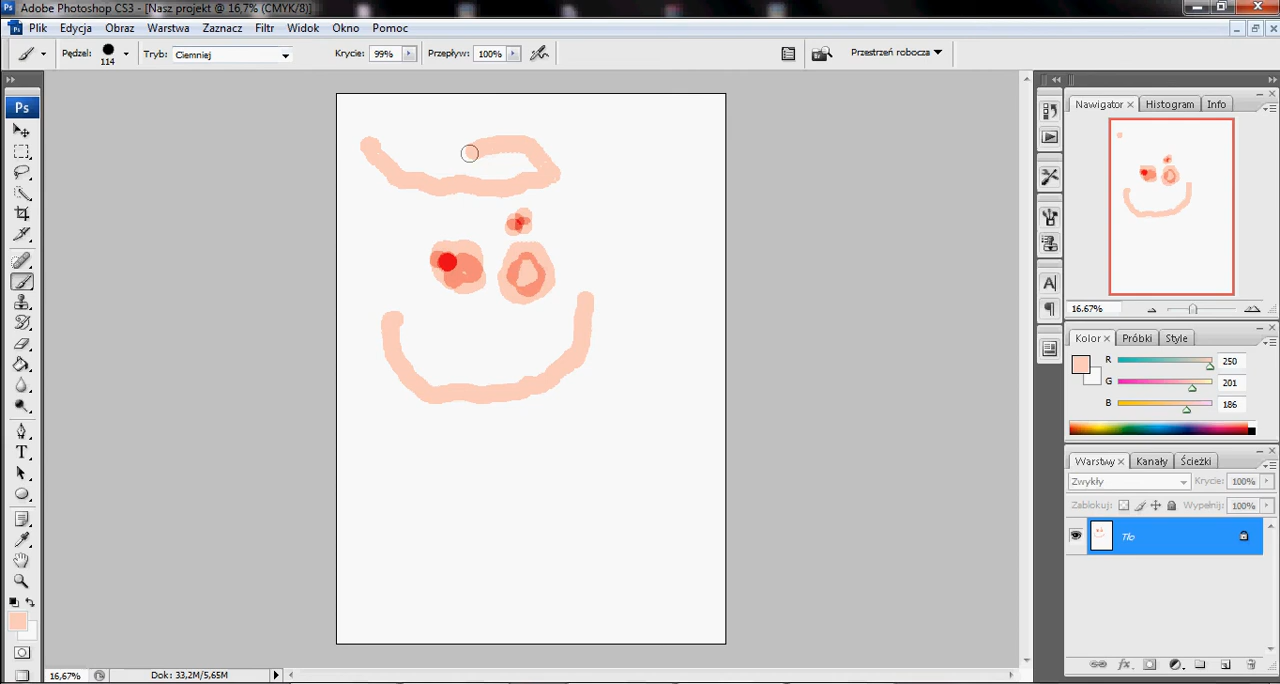 Adobe Photoshop CS3 - [Nasz projekt @ 16,7% (CMYK/8)]
Plik Edycja Obraz Warstwa Zaznacz Filtr Widok Okno Pomoc
Pędzel: 114 Tryb: Ciemniej Krycie: 99% Przepływ: 100% Przestrzeń robocza
Ps
Nawigator Histogram Info
16.67%
Kolor Próbki Style
R 250
G 201
B 186
Warstwy Kanały Ścieżki
Zwykły Krycie: 100%
Zablokuj: Wypełnij: 100%
Tło
16,67% Dok: 33,2M/5,65M